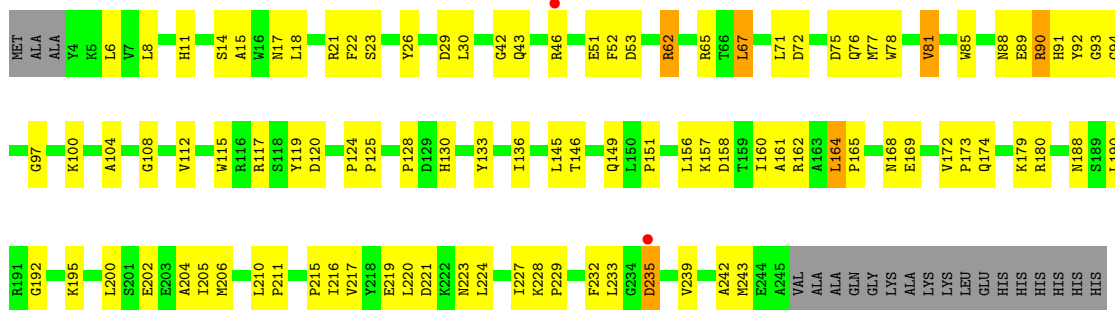 MET ALA ALA Y4 K5 L6 V7 L8 H11 S14 A15 W16 N17 L18 R21 F22 S23 Y26 D29 L30 G42 Q43 R46 E51 F52 D53 R62 R65 T66 L67 L71 D72 D75 Q76 M77 W78 V81 W85 N88 E89 R90 H91 Y92 G93
G97 K100 A104 G108 V112 W115 R116 R117 S118 Y119 D120 P124 P125 P128 D129 H130 Y133 I136 L145 T146 Q149 L150 P151 L156 K157 D158 T159 I160 A161 R162 A163 L164 P165 N168 E169 V172 P173 Q174 K179 R180 N188 S189
R191 G192 K195 L200 S201 E202 E203 A204 I205 M206 L210 P211 P215 I216 V217 Y218 E219 L220 D221 K222 N223 L224 I227 K228 P229 F232 L233 G234 D235 V239 A242 M243 E244 A245 VAL ALA ALA GLN GLY LYS ALA LYS LYS LEU GLU HIS HIS HIS HIS HIS HIS